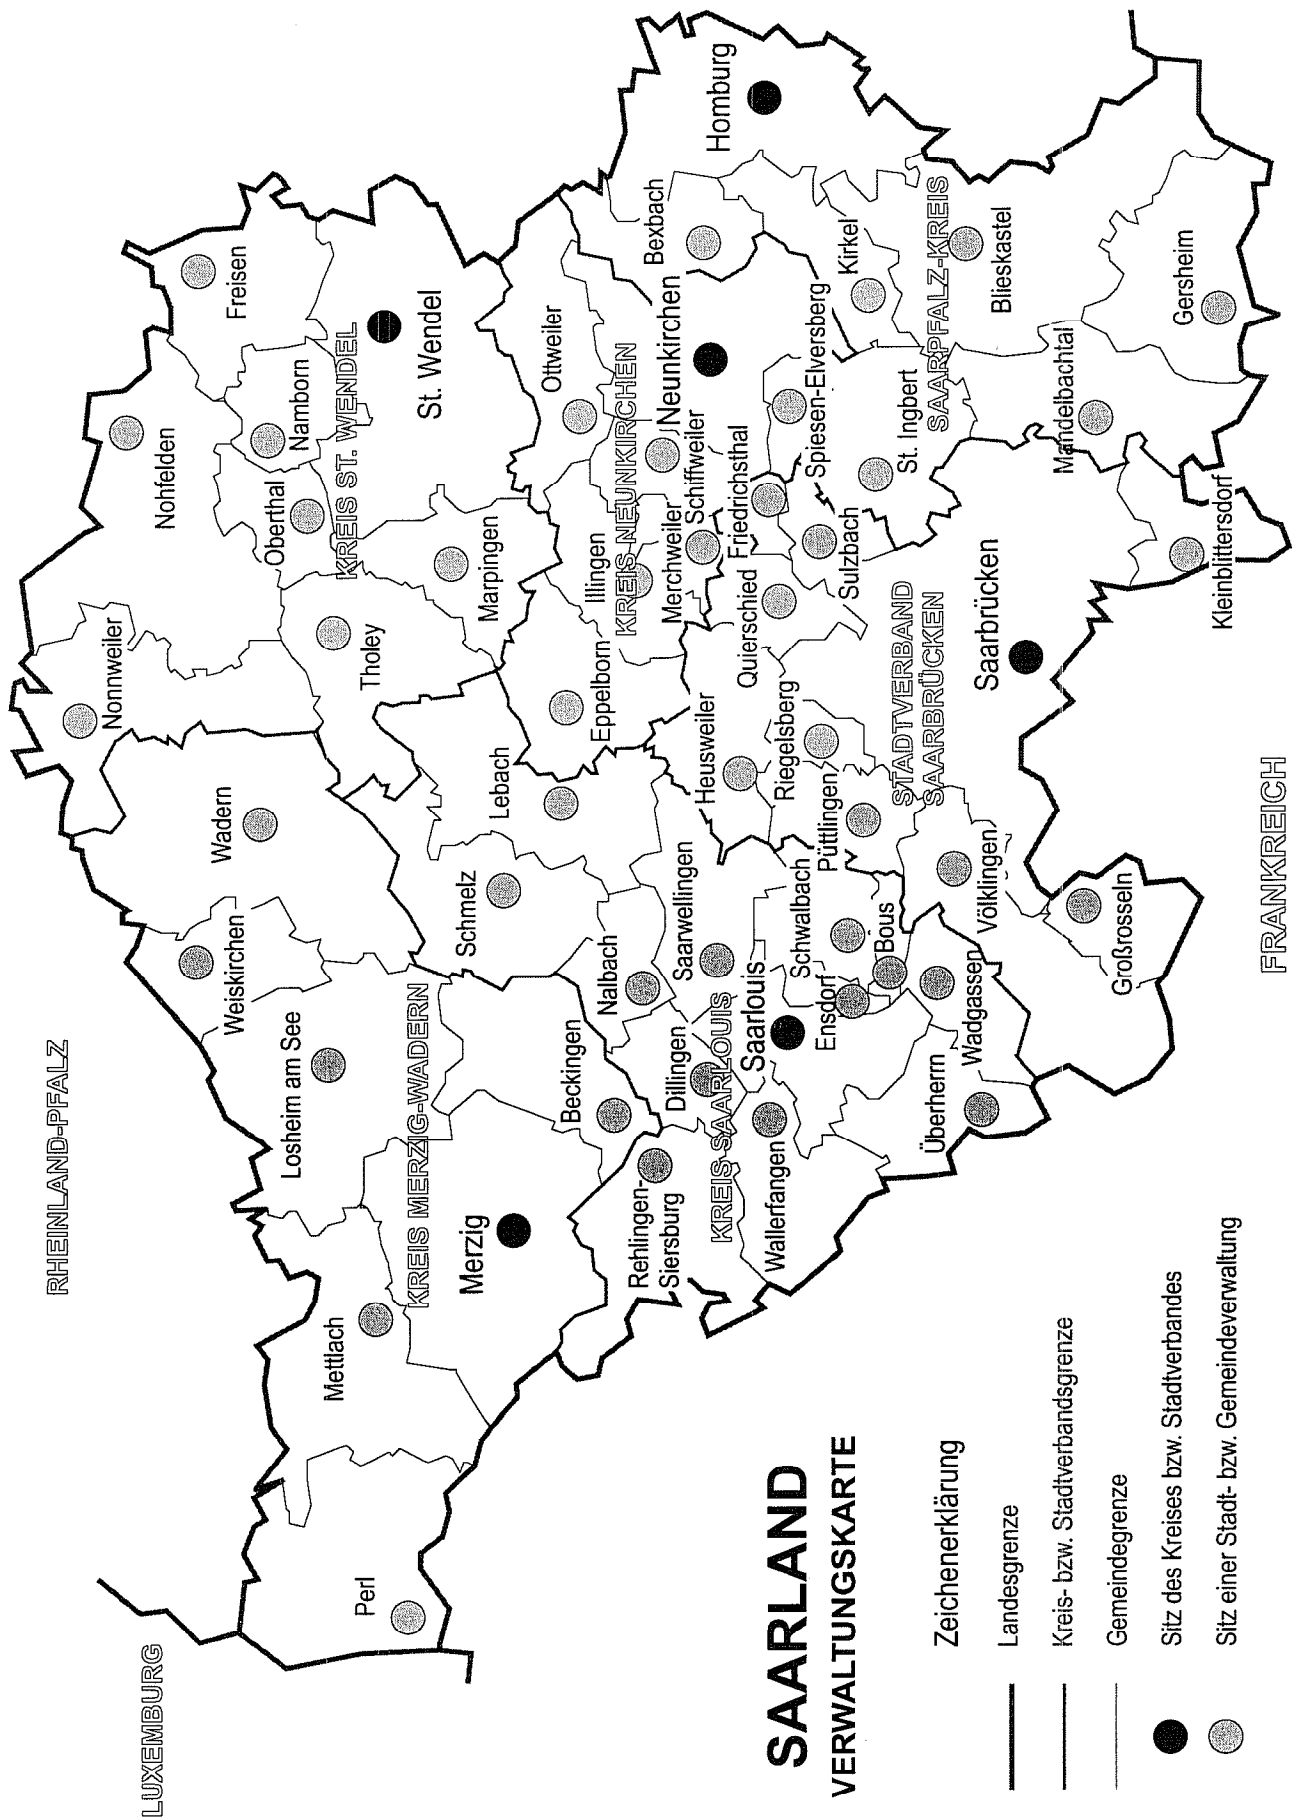 RHEINLAND-PFALZ
LUXEMBURG
FRANKREICH
Nonnweiler
Nohfelden
Freisen
Weiskirchen
Wadern
Oberthal
Namborn
Losheim am See
Tholey
KREIS ST. WENDEL
St. Wendel
Mettlach
Perl
KREIS MERZIG-WADERN
Merzig
Schmelz
Lebach
Marpingen
Ottweiler
Beckingen
Nalbach
Eppelborn
Illingen
KREIS NEUNKIRCHEN
Neunkirchen
Bexbach
Homburg
Rehlingen-
Siersburg
Dillingen
Saarwellingen
Heusweiler
Merchweiler
Schiffweiler
KREIS SAARLOUIS
Saarlouis
Wallerfangen
Schwalbach
Ensdorf
Bous
Püttlingen
Riegelsberg
Quierschied
Friedrichsthal
Spiesen-Elversberg
Kirkel
Sulzbach
St. Ingbert
SAARPFALZ-KREIS
Überherrn
Wadgassen
Völklingen
STADTVERBAND
SAARBRÜCKEN
Saarbrücken
Blieskastel
Mandelbachtal
Großrosseln
Kleinblittersdorf
Gersheim
SAARLAND
VERWALTUNGSKARTE
Zeichenerklärung
Landesgrenze
Kreis- bzw. Stadtverbandsgrenze
Gemeindegrenze
Sitz des Kreises bzw. Stadtverbandes
Sitz einer Stadt- bzw. Gemeindeverwaltung